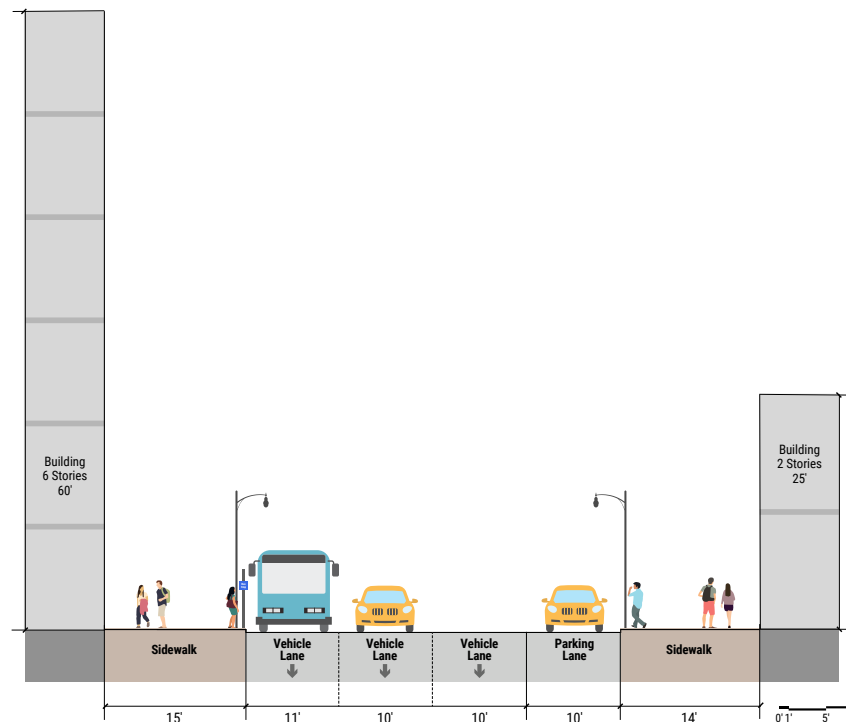 Building
6 Stories
60'
Building
2 Stories
25'
Sidewalk
Vehicle
Lane
Vehicle
Lane
Vehicle
Lane
Parking
Lane
Sidewalk
15'
11'
10'
10'
10'
14'
0' 1' 5'